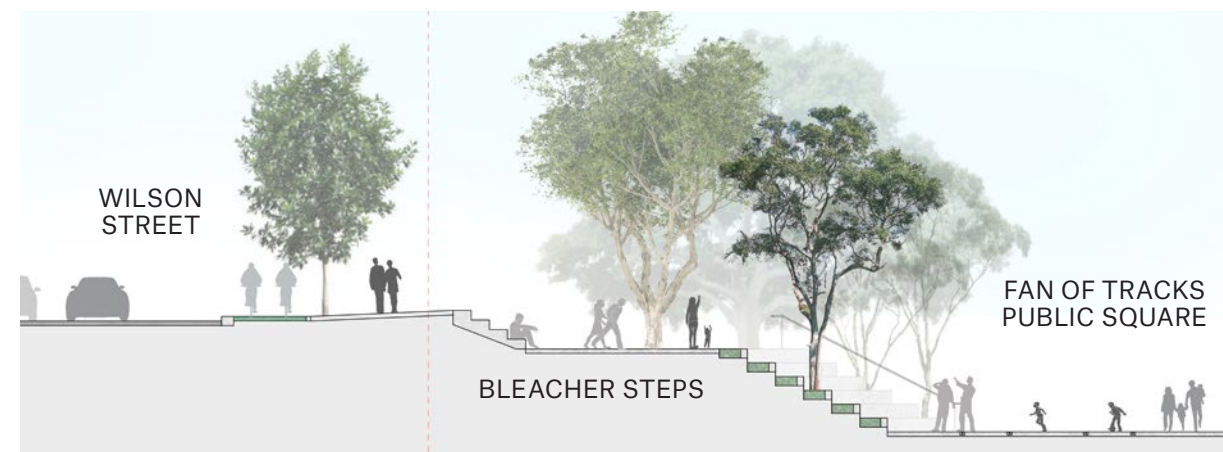 WILSON
STREET
BLEACHER STEPS
FAN OF TRACKS
PUBLIC SQUARE